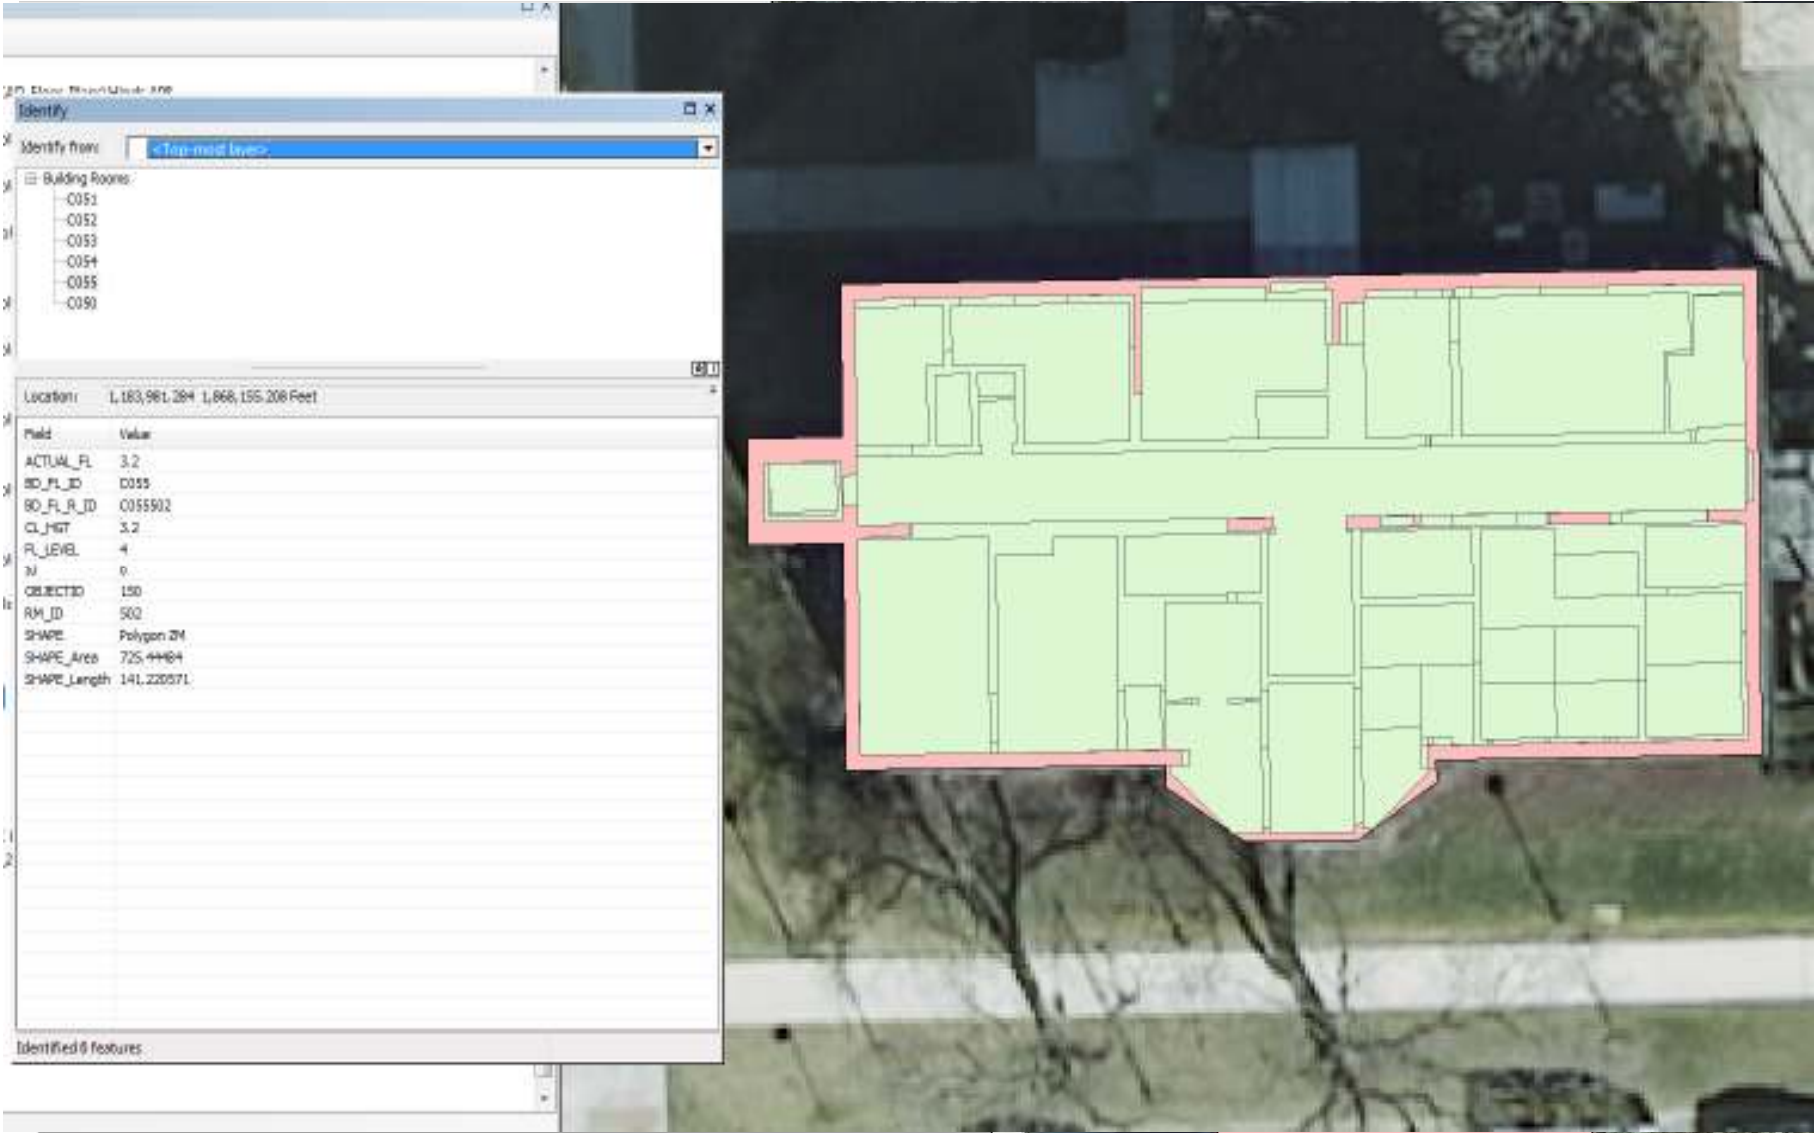 Identify
Identify from: <Top-most layer>
Building Rooms
C051
C052
C053
C054
C055
C050
Location: 1,183,981.284 1,868,155.208 Feet
Field Value
ACTUAL_FL 3.2
BD_FL_ID C055
BD_FL_R_ID C055502
CL_HGT 3.2
FL_LEVEL 4
0
OBJECTID 150
RM_ID 502
SHAPE Polygon ZM
SHAPE_Area 725.44484
SHAPE_Length 141.220571
Identified 6 features